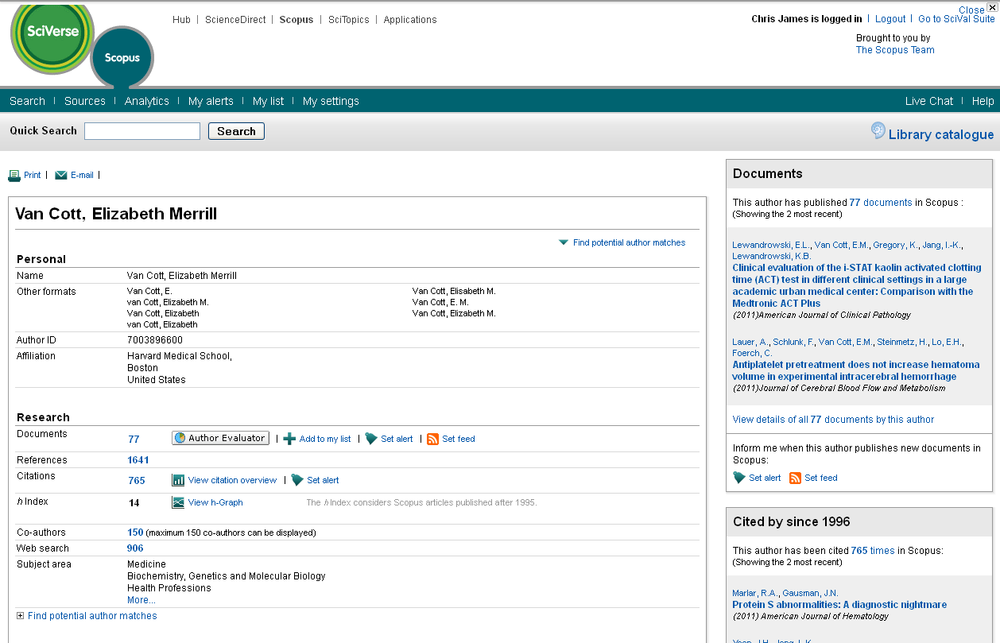 Close
SciVerse
Scopus
Hub | ScienceDirect | Scopus | SciTopics | Applications
Chris James is logged in | Logout | Go to SciVal Suite
Brought to you by
The Scopus Team
Search | Sources | Analytics | My alerts | My list | My settings
Live Chat | Help
Quick Search
Search
Library catalogue
Print | E-mail |
Van Cott, Elizabeth Merrill
Find potential author matches
Personal
Name Van Cott, Elizabeth Merrill
Other formats Van Cott, E. Van Cott, Elisabeth M.
van Cott, Elizabeth M. Van Cott, E. M.
Van Cott, Elizabeth Van Cott, Elizabeth M.
van Cott, Elizabeth
Author ID 7003896600
Affiliation Harvard Medical School,
Boston
United States
Research
Documents 77 Author Evaluator | Add to my list | Set alert | Set feed
References 1641
Citations 765 View citation overview | Set alert
h Index 14 View h-Graph The h Index considers Scopus articles published after 1995.
Co-authors 150 (maximum 150 co-authors can be displayed)
Web search 906
Subject area Medicine
Biochemistry, Genetics and Molecular Biology
Health Professions
More...
Find potential author matches
Documents
This author has published 77 documents in Scopus :
(Showing the 2 most recent)
Lewandrowski, E.L., Van Cott, E.M., Gregory, K., Jang, I.-K.,
Lewandrowski, K.B.
Clinical evaluation of the i-STAT kaolin activated clotting
time (ACT) test in different clinical settings in a large
academic urban medical center: Comparison with the
Medtronic ACT Plus
(2011)American Journal of Clinical Pathology
Lauer, A., Schlunk, F., Van Cott, E.M., Steinmetz, H., Lo, E.H.,
Foerch, C.
Antiplatelet pretreatment does not increase hematoma
volume in experimental intracerebral hemorrhage
(2011)Journal of Cerebral Blood Flow and Metabolism
View details of all 77 documents by this author
Inform me when this author publishes new documents in
Scopus:
Set alert Set feed
Cited by since 1996
This author has been cited 765 times in Scopus:
(Showing the 2 most recent)
Marlar, R.A., Gausman, J.N.
Protein S abnormalities: A diagnostic nightmare
(2011) American Journal of Hematology